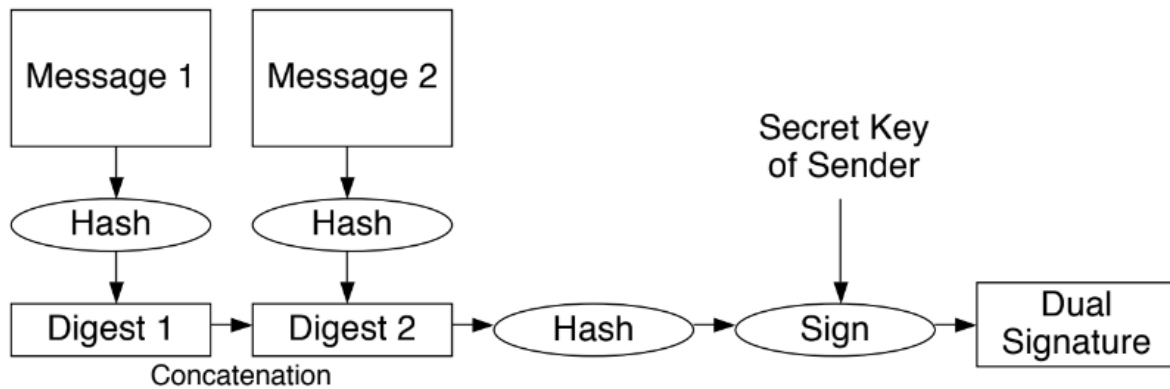 Message 1
Message 2
Secret Key
of Sender
Hash
Hash
Digest 1
Digest 2
Hash
Sign
Dual
Signature
Concatenation